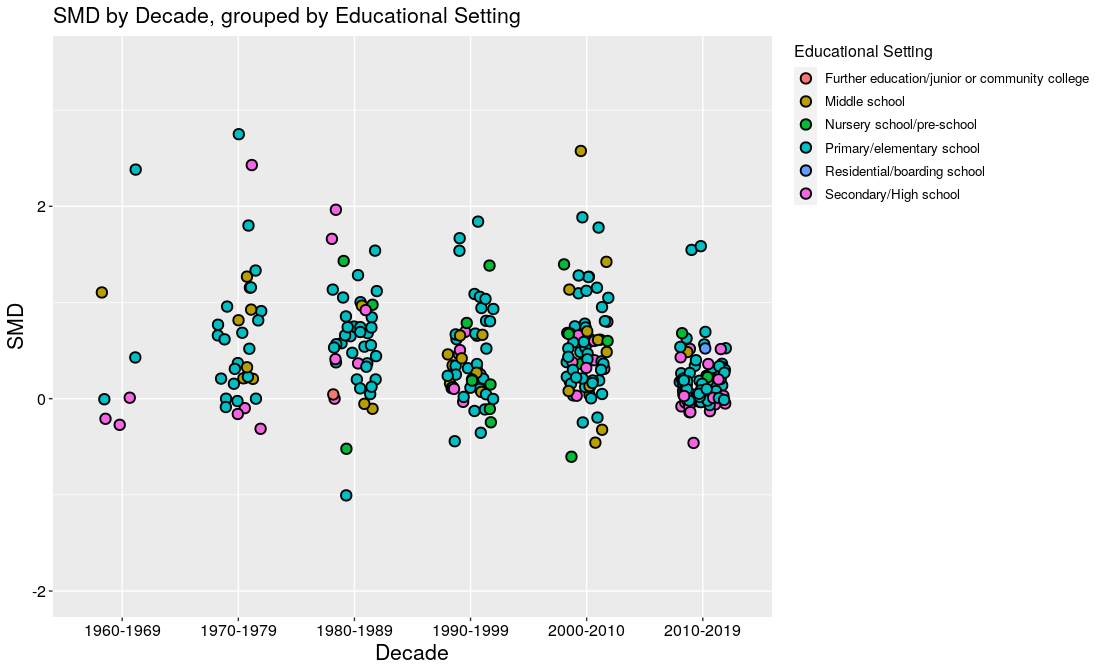 SMD by Decade, grouped by Educational Setting
Educational Setting
Further education/junior or community college
Middle school
Nursery school/pre-school
Primary/elementary school
Residential/boarding school
Secondary/High school
SMD
2
0
-2
1960-1969 1970-1979 1980-1989 1990-1999 2000-2010 2010-2019
Decade